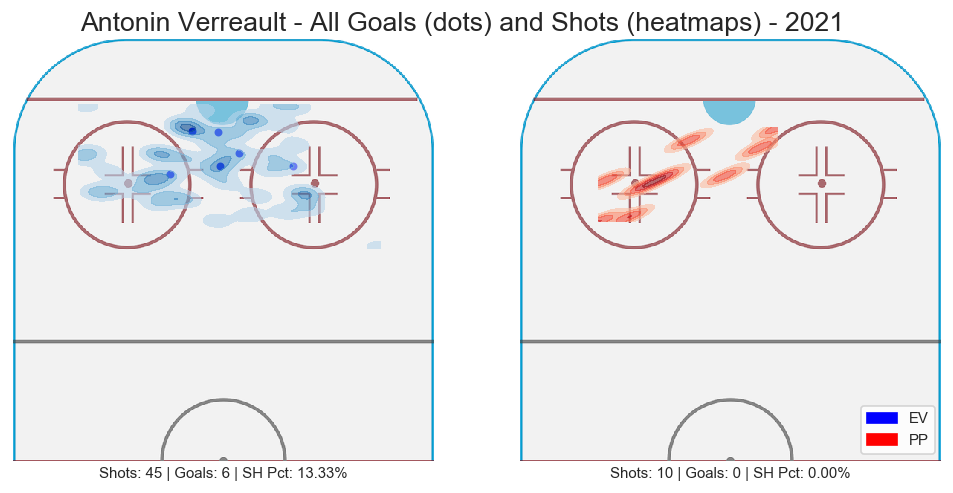 Antonin Verreault - All Goals (dots) and Shots (heatmaps) - 2021
EV
PP
Shots: 45 | Goals: 6 | SH Pct: 13.33%
Shots: 10 | Goals: 0 | SH Pct: 0.00%